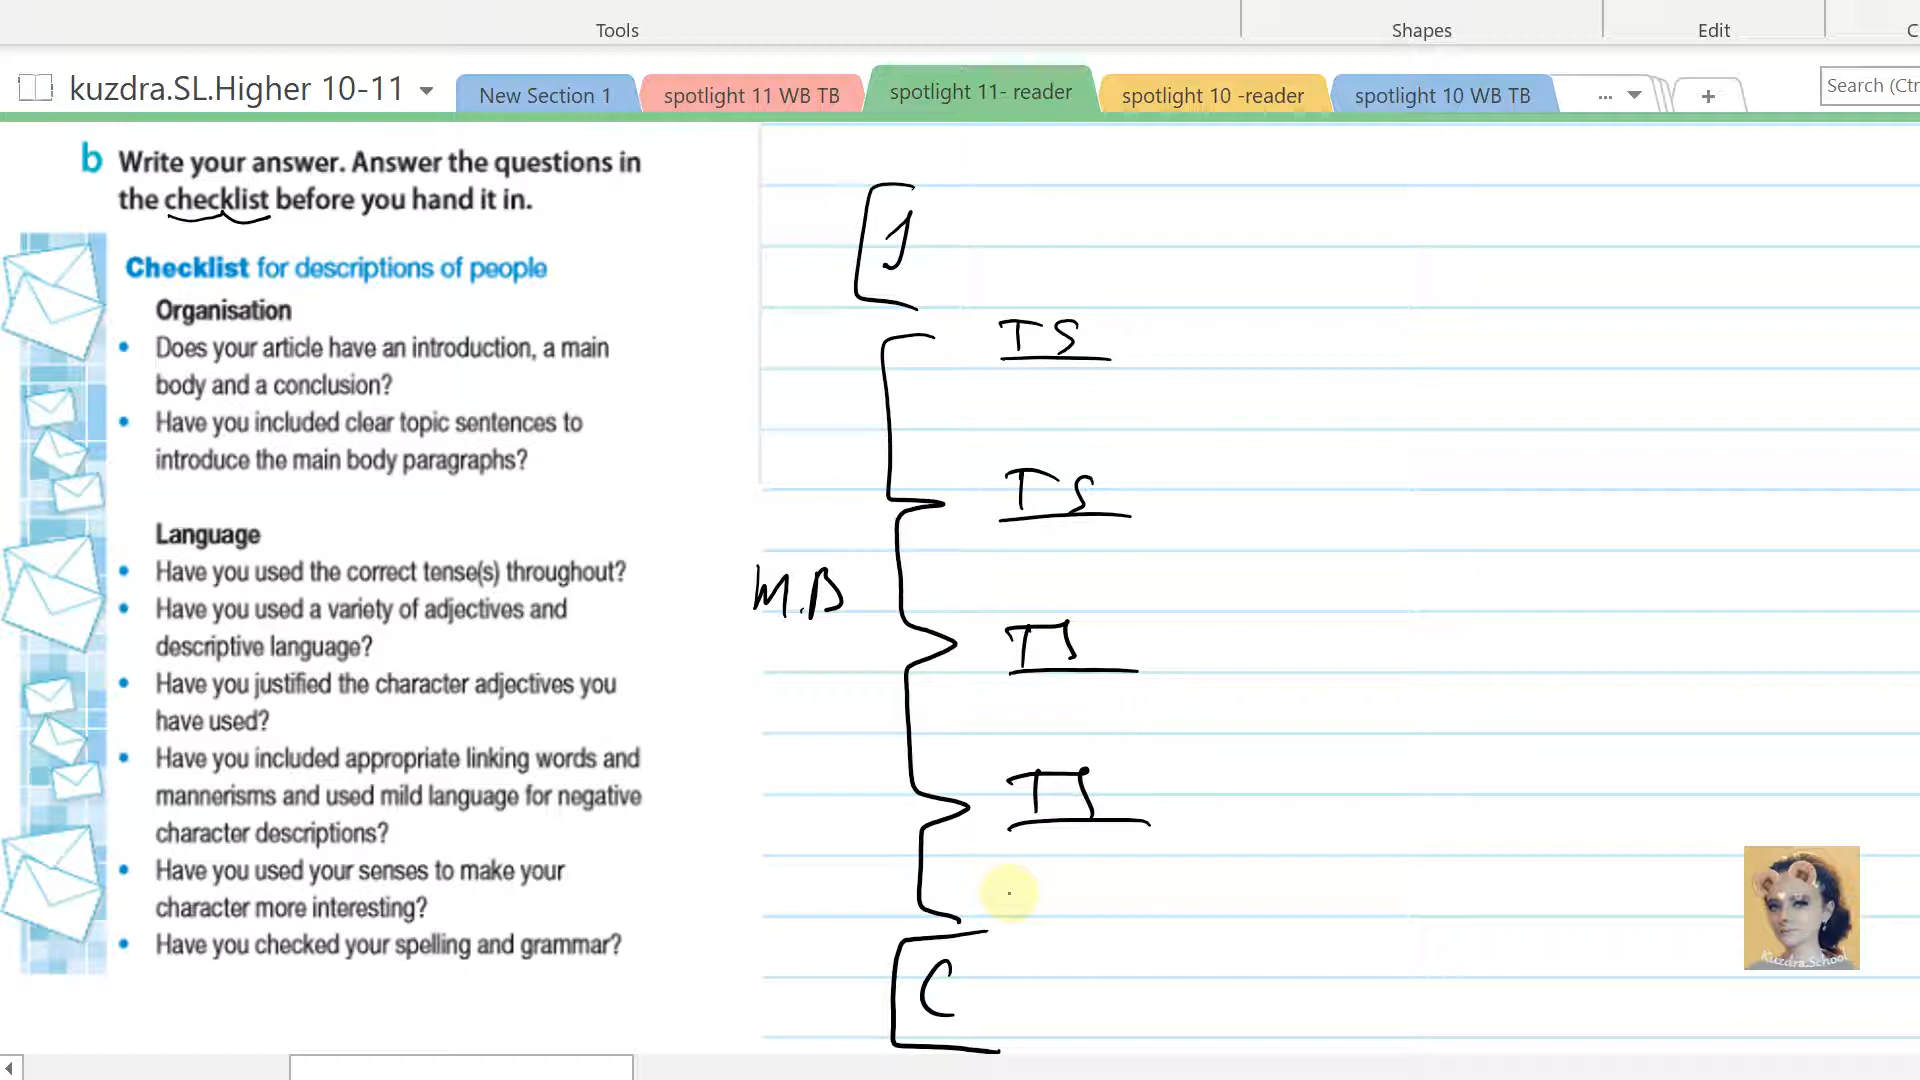 Tools
Shapes
Edit
C
kuzdra.SL.Higher 10-11
New Section 1
spotlight 11 WB TB
spotlight 11- reader
spotlight 10 -reader
spotlight 10 WB TB
...
+
Search (Ctr
b Write your answer. Answer the questions in
the checklist before you hand it in.
Checklist for descriptions of people
Organisation
• Does your article have an introduction, a main
body and a conclusion?
• Have you included clear topic sentences to
introduce the main body paragraphs?
Language
• Have you used the correct tense(s) throughout?
• Have you used a variety of adjectives and
descriptive language?
• Have you justified the character adjectives you
have used?
• Have you included appropriate linking words and
mannerisms and used mild language for negative
character descriptions?
• Have you used your senses to make your
character more interesting?
• Have you checked your spelling and grammar?
I
TS
TS
M.B
TS
TS
C
Kuzdra.School